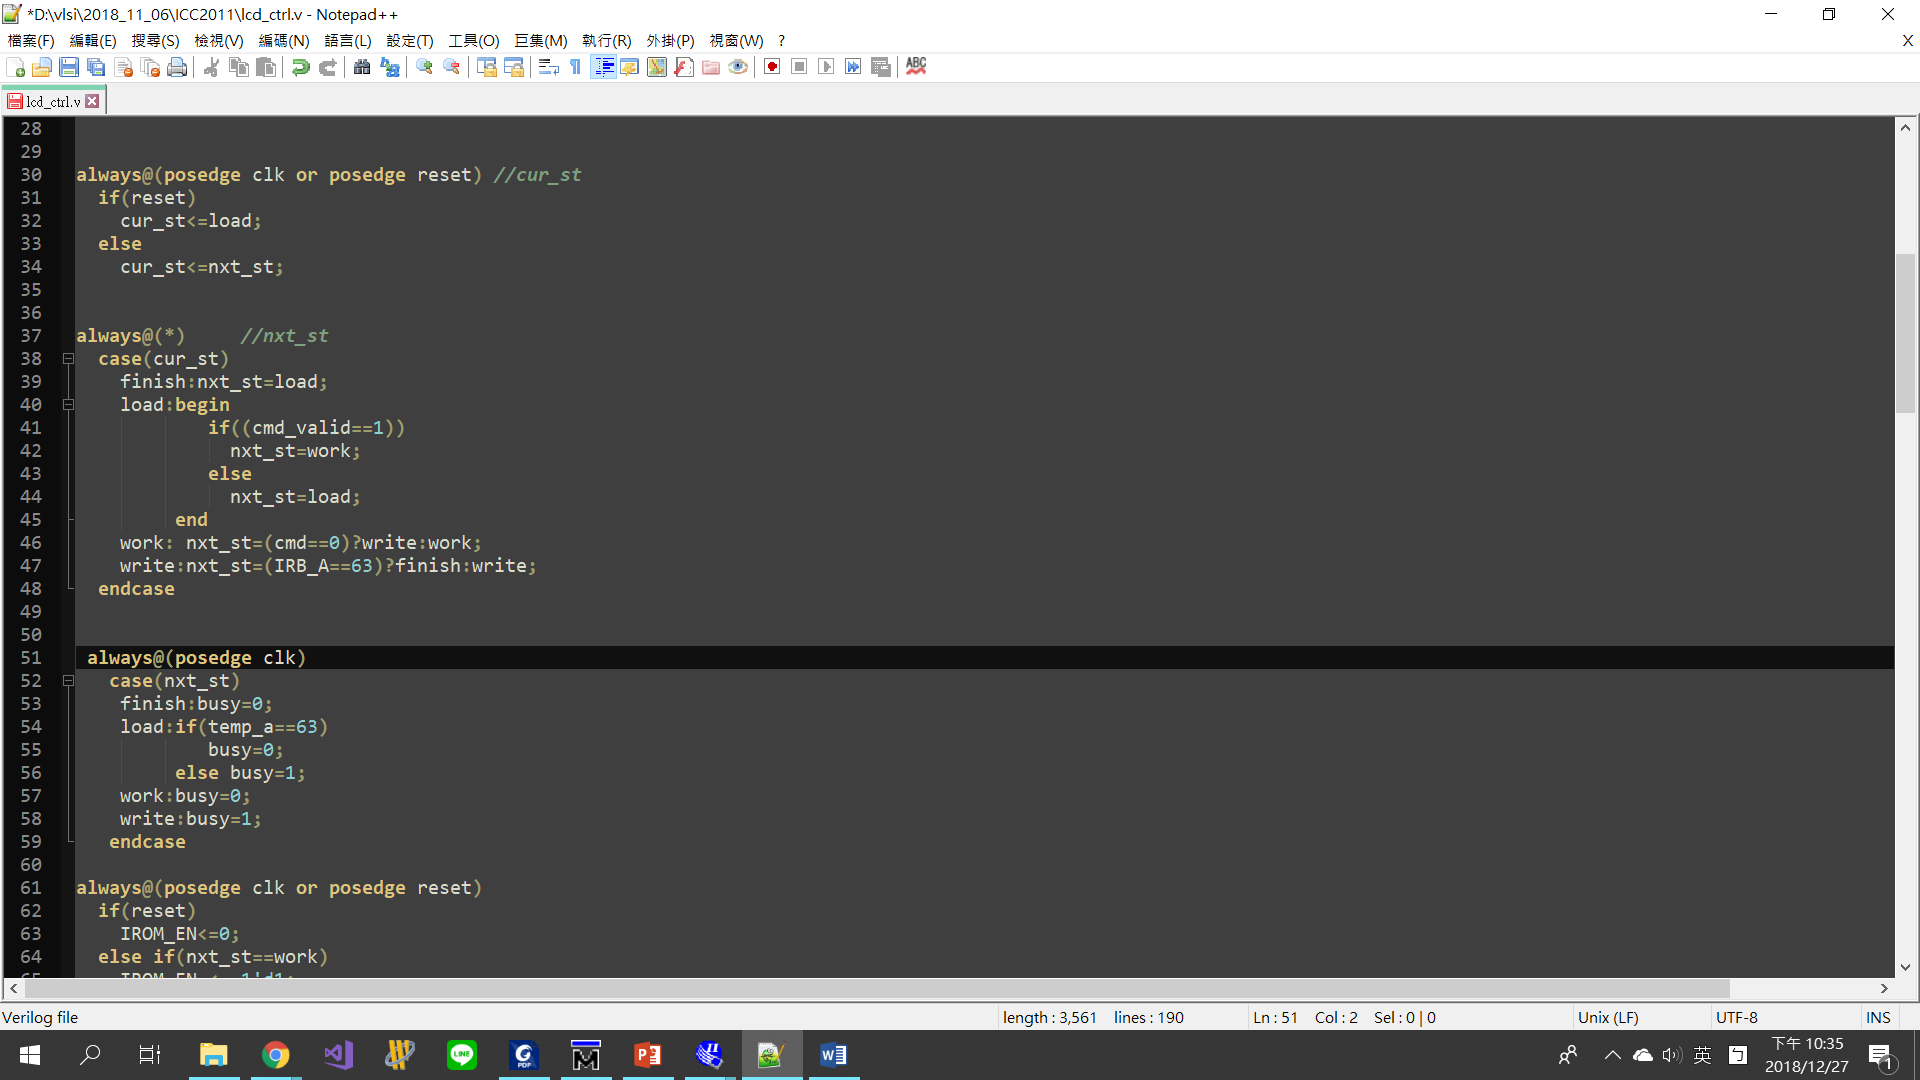 *D:\vlsi\2018_11_06\ICC2011\lcd_ctrl.v - Notepad++
檔案(F) 編輯(E) 搜尋(S) 檢視(V) 編碼(N) 語言(L) 設定(T) 工具(O) 巨集(M) 執行(R) 外掛(P) 視窗(W) ? X
ABC
lcd_ctrl.v
28
29
30 always@(posedge clk or posedge reset) //cur_st
31 if(reset)
32 cur_st<=load;
33 else
34 cur_st<=nxt_st;
35
36
37 always@(*) //nxt_st
38 case(cur_st)
39 finish:nxt_st=load;
40 load:begin
41 if((cmd_valid==1))
42 nxt_st=work;
43 else
44 nxt_st=load;
45 end
46 work: nxt_st=(cmd==0)?write:work;
47 write:nxt_st=(IRB_A==63)?finish:write;
48 endcase
49
50
51 always@(posedge clk)
52 case(nxt_st)
53 finish:busy=0;
54 load:if(temp_a==63)
55 busy=0;
56 else busy=1;
57 work:busy=0;
58 write:busy=1;
59 endcase
60
61 always@(posedge clk or posedge reset)
62 if(reset)
63 IROM_EN<=0;
64 else if(nxt_st==work)
65 IROM_EN <= 1'd1;
Verilog file length : 3,561 lines : 190 Ln : 51 Col : 2 Sel : 0 | 0 Unix (LF) UTF-8 INS
LINE
PDF
英
下午 10:35
2018/12/27
1